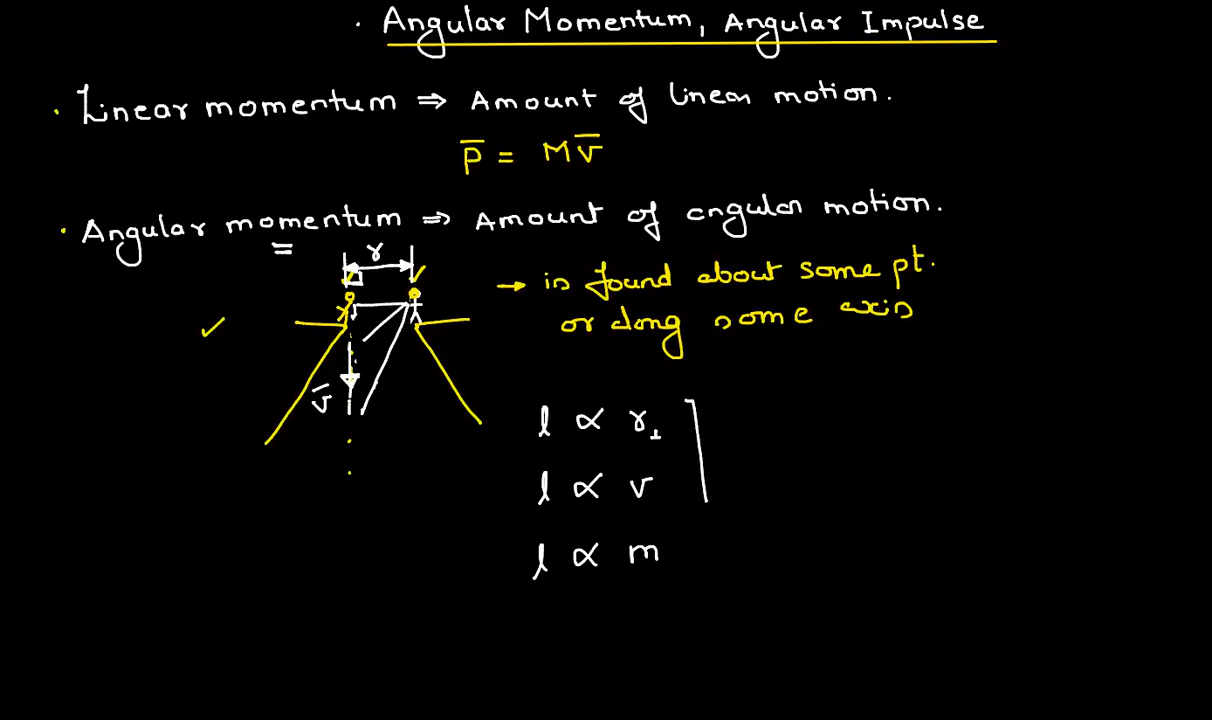 · Angular Momentum, Angular Impulse
· Linear momentum ⇒ Amount of linear motion.
P̅ = M v̅
· Angular momentum ⇒ Amount of angular motion.
r
→ is found about some pt.
or along some axis
v̅
l ∝ r⊥
l ∝ v
l ∝ m